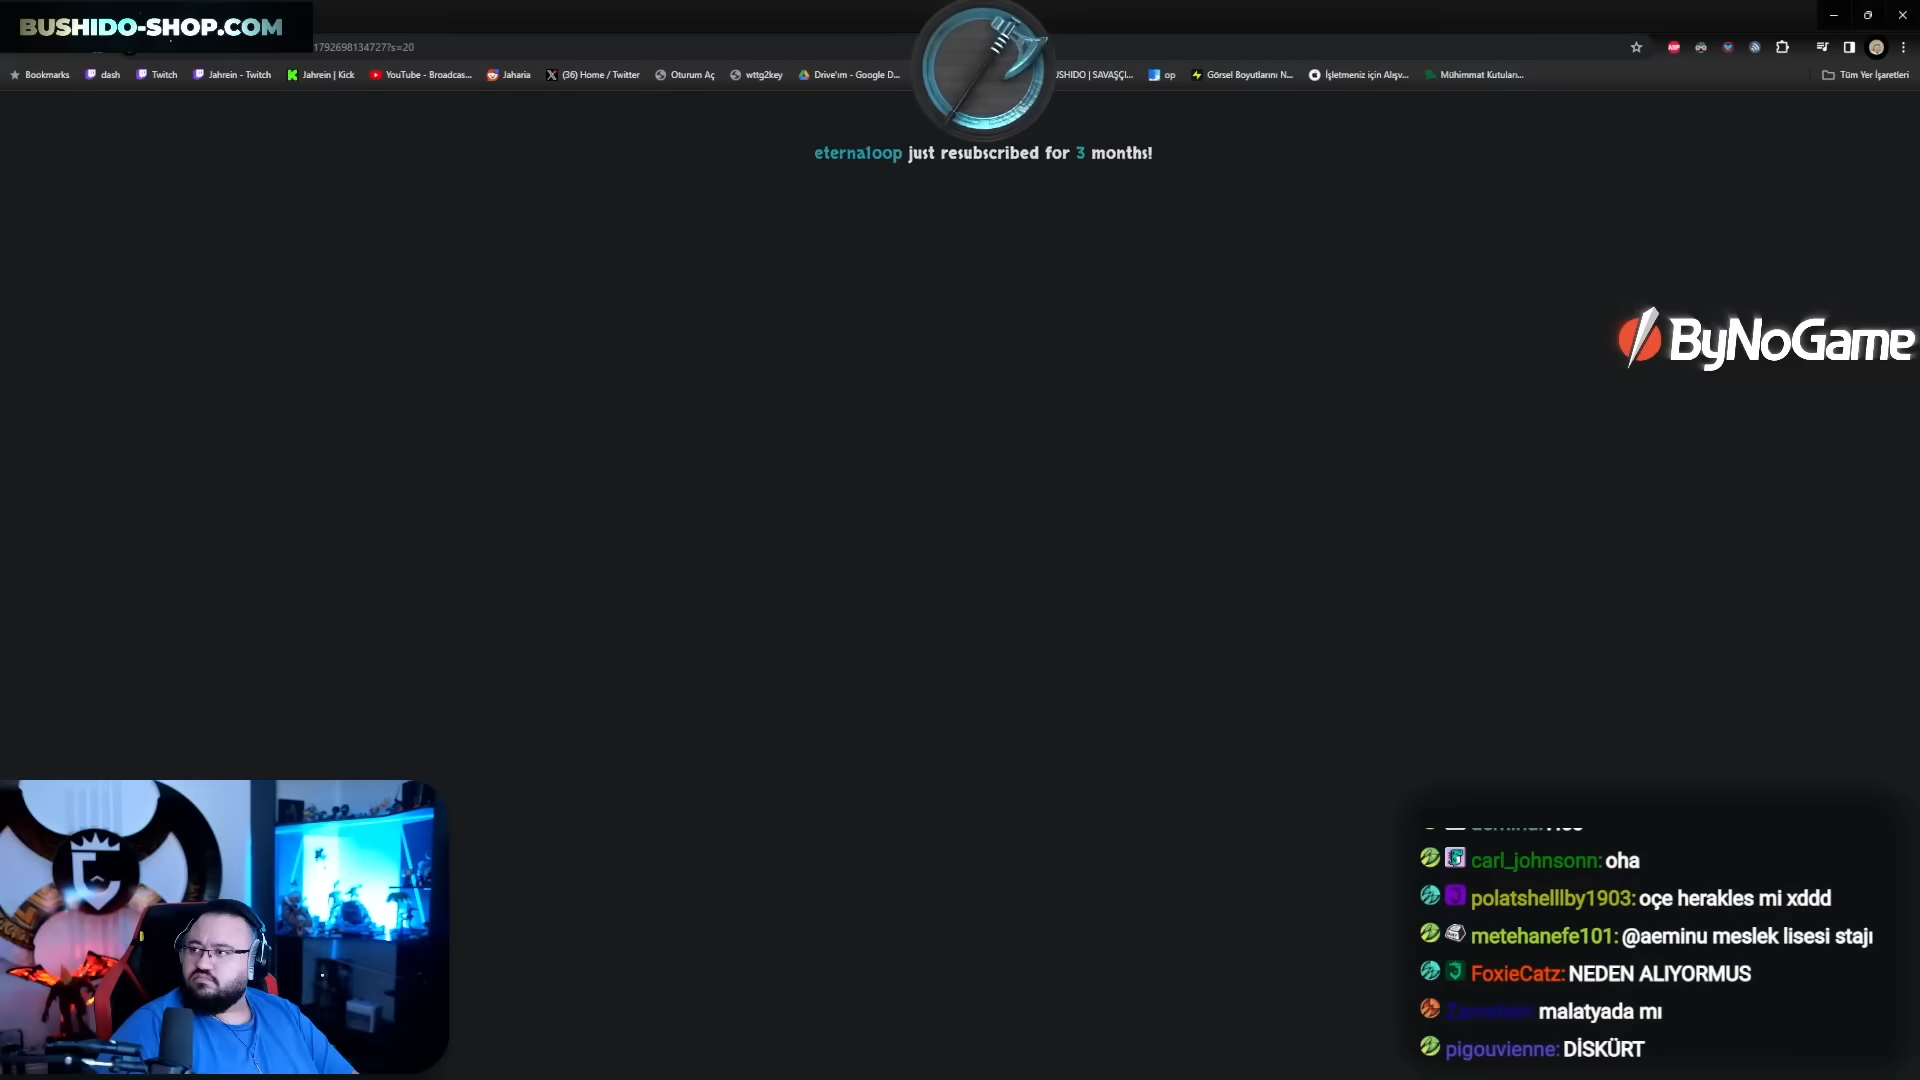 BUSHIDO-SHOP.COM
1792698134727?s=20
Bookmarks dash Twitch Jahrein - Twitch Jahrein | Kick YouTube - Broadcas... Jaharia (36) Home / Twitter Oturum Aç wttg2key Drive'ım - Google D... JSHIDO | SAVAŞÇI... op Görsel Boyutlarını N... İşletmeniz için Alışv... Mühimmat Kutuları... Tüm Yer İşaretleri
eternaloop just resubscribed for 3 months!
ByNoGame
carl_johnsonn: oha
polatshelllby1903: oçe herakles mi xddd
metehanefe101: @aeminu meslek lisesi stajı
FoxieCatz: NEDEN ALIYORMUS
malatyada mı
pigouvienne: DİSKÜRT